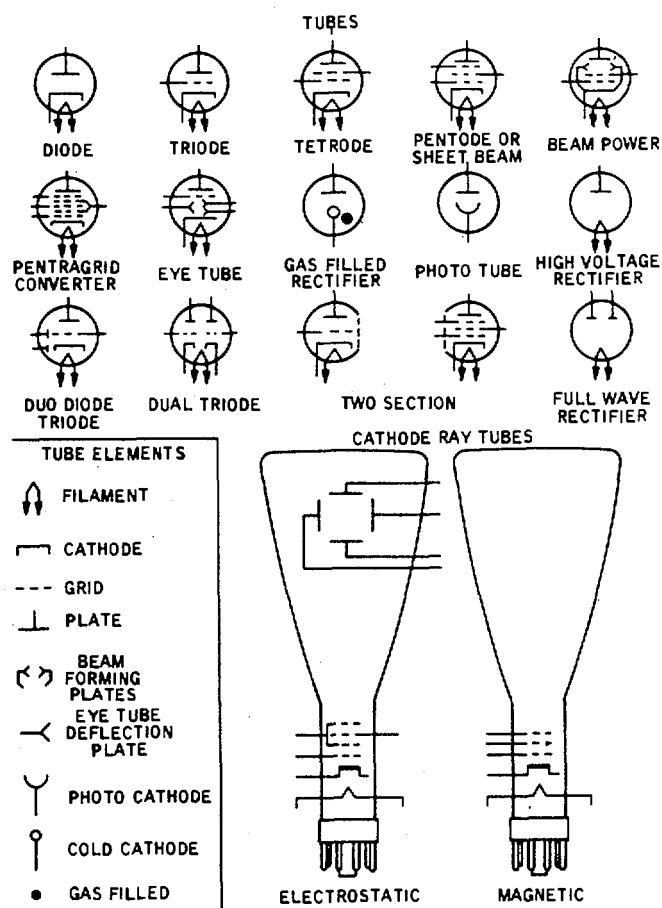 TUBES
DIODE
TRIODE
TETRODE
PENTODE OR
SHEET BEAM
BEAM POWER
PENTRAGRID
CONVERTER
EYE TUBE
GAS FILLED
RECTIFIER
PHOTO TUBE
HIGH VOLTAGE
RECTIFIER
DUO DIODE
TRIODE
DUAL TRIODE
TWO SECTION
FULL WAVE
RECTIFIER
TUBE ELEMENTS
FILAMENT
CATHODE
GRID
PLATE
BEAM
FORMING
PLATES
EYE TUBE
DEFLECTION
PLATE
PHOTO CATHODE
COLD CATHODE
GAS FILLED
CATHODE RAY TUBES
ELECTROSTATIC
MAGNETIC